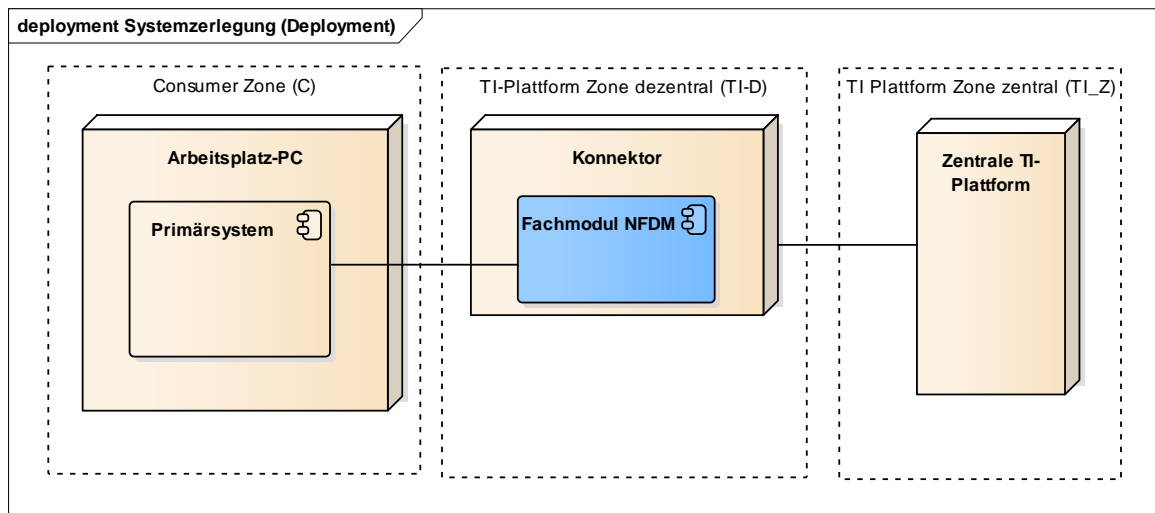 deployment Systemzerlegung (Deployment)
Consumer Zone (C)
TI-Plattform Zone dezentral (TI-D)
TI Plattform Zone zentral (TI_Z)
Arbeitsplatz-PC
Primärsystem
Konnektor
Fachmodul NFDM
Zentrale TI-
Plattform